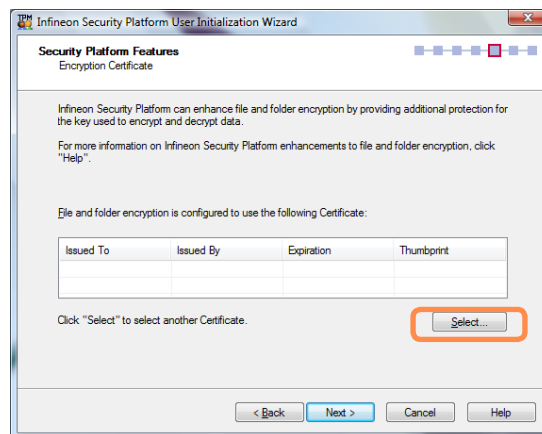 TPM Infineon Security Platform User Initialization Wizard
Security Platform Features
Encryption Certificate
Infineon Security Platform can enhance file and folder encryption by providing additional protection for
the key used to encrypt and decrypt data.
For more information on Infineon Security Platform enhancements to file and folder encryption, click
"Help".
File and folder encryption is configured to use the following Certificate:
Issued To Issued By Expiration Thumbprint
Click "Select" to select another Certificate.
Select...
< Back Next > Cancel Help